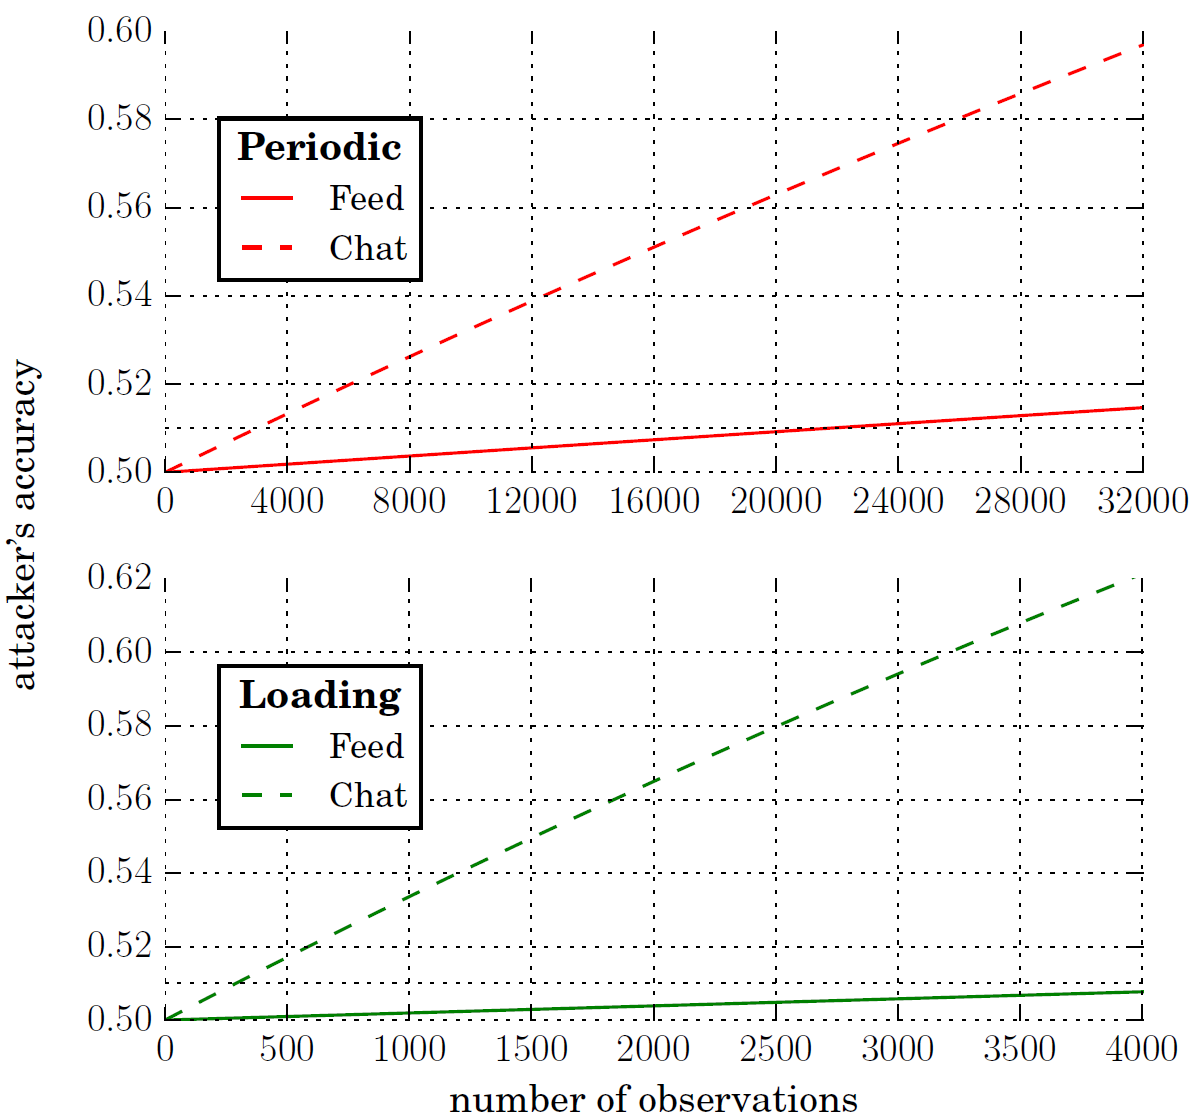 attacker's accuracy
0.60
0.58
0.56
0.54
0.52
0.50
Periodic
Feed
Chat
0 4000 8000 12000 16000 20000 24000 28000 32000
0.62
0.60
0.58
0.56
0.54
0.52
0.50
Loading
Feed
Chat
0 500 1000 1500 2000 2500 3000 3500 4000
number of observations